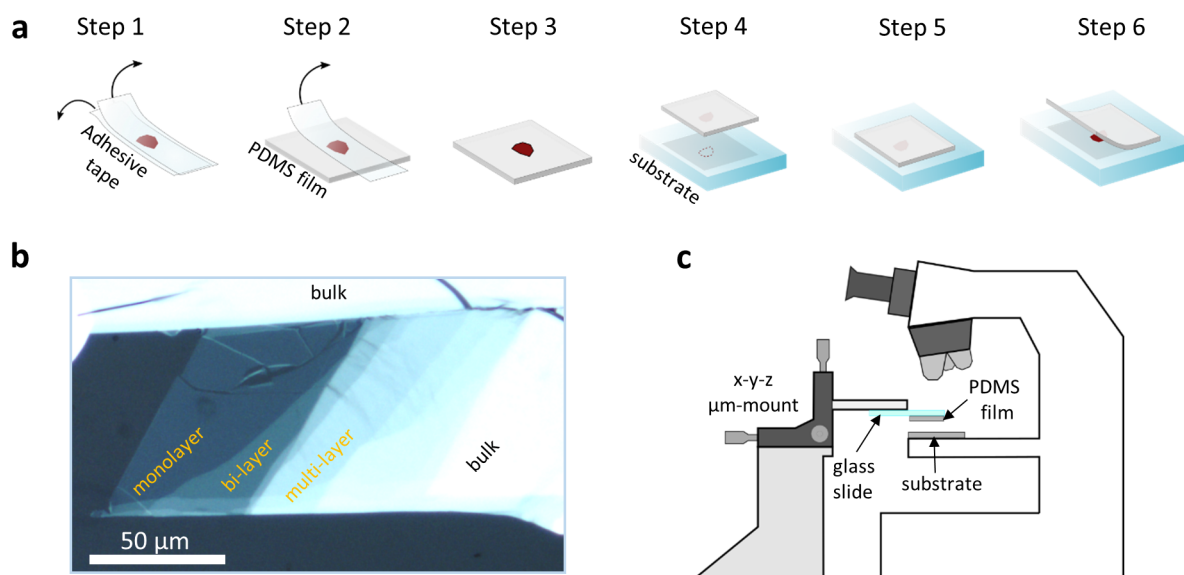 a
Step 1
Step 2
Step 3
Step 4
Step 5
Step 6
Adhesive
tape
PDMS film
substrate
b
bulk
monolayer
bi-layer
multi-layer
bulk
50 µm
c
x-y-z
µm-mount
PDMS
film
glass
slide
substrate